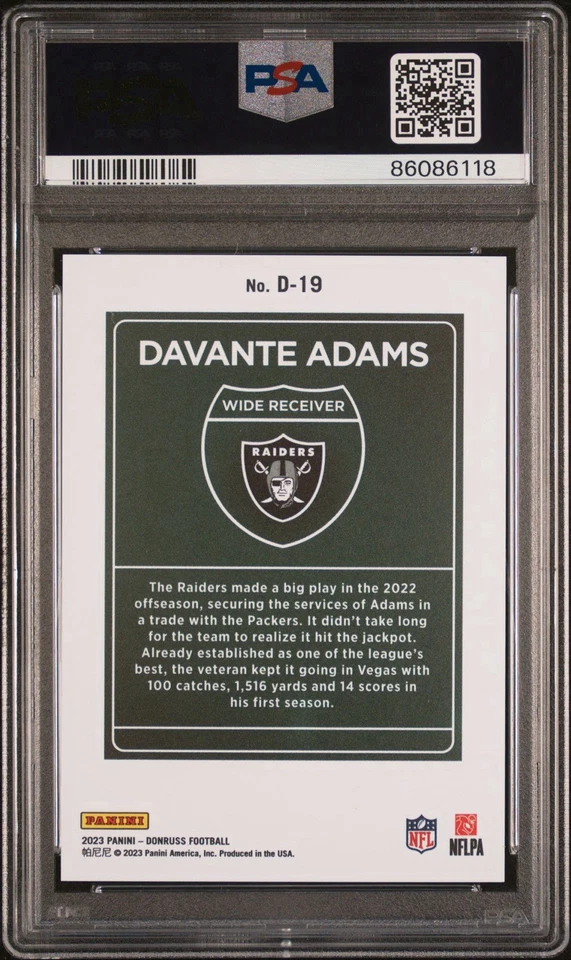 PSA
86086118
No. D-19
DAVANTE ADAMS
WIDE RECEIVER
RAIDERS
The Raiders made a big play in the 2022
offseason, securing the services of Adams in
a trade with the Packers. It didn't take long
for the team to realize it hit the jackpot.
Already established as one of the league's
best, the veteran kept it going in Vegas with
100 catches, 1,516 yards and 14 scores in
his first season.
PANINI
2023 PANINI – DONRUSS FOOTBALL
帕尼尼 © 2023 Panini America, Inc. Produced in the USA.
NFL
NFLPA
PSA